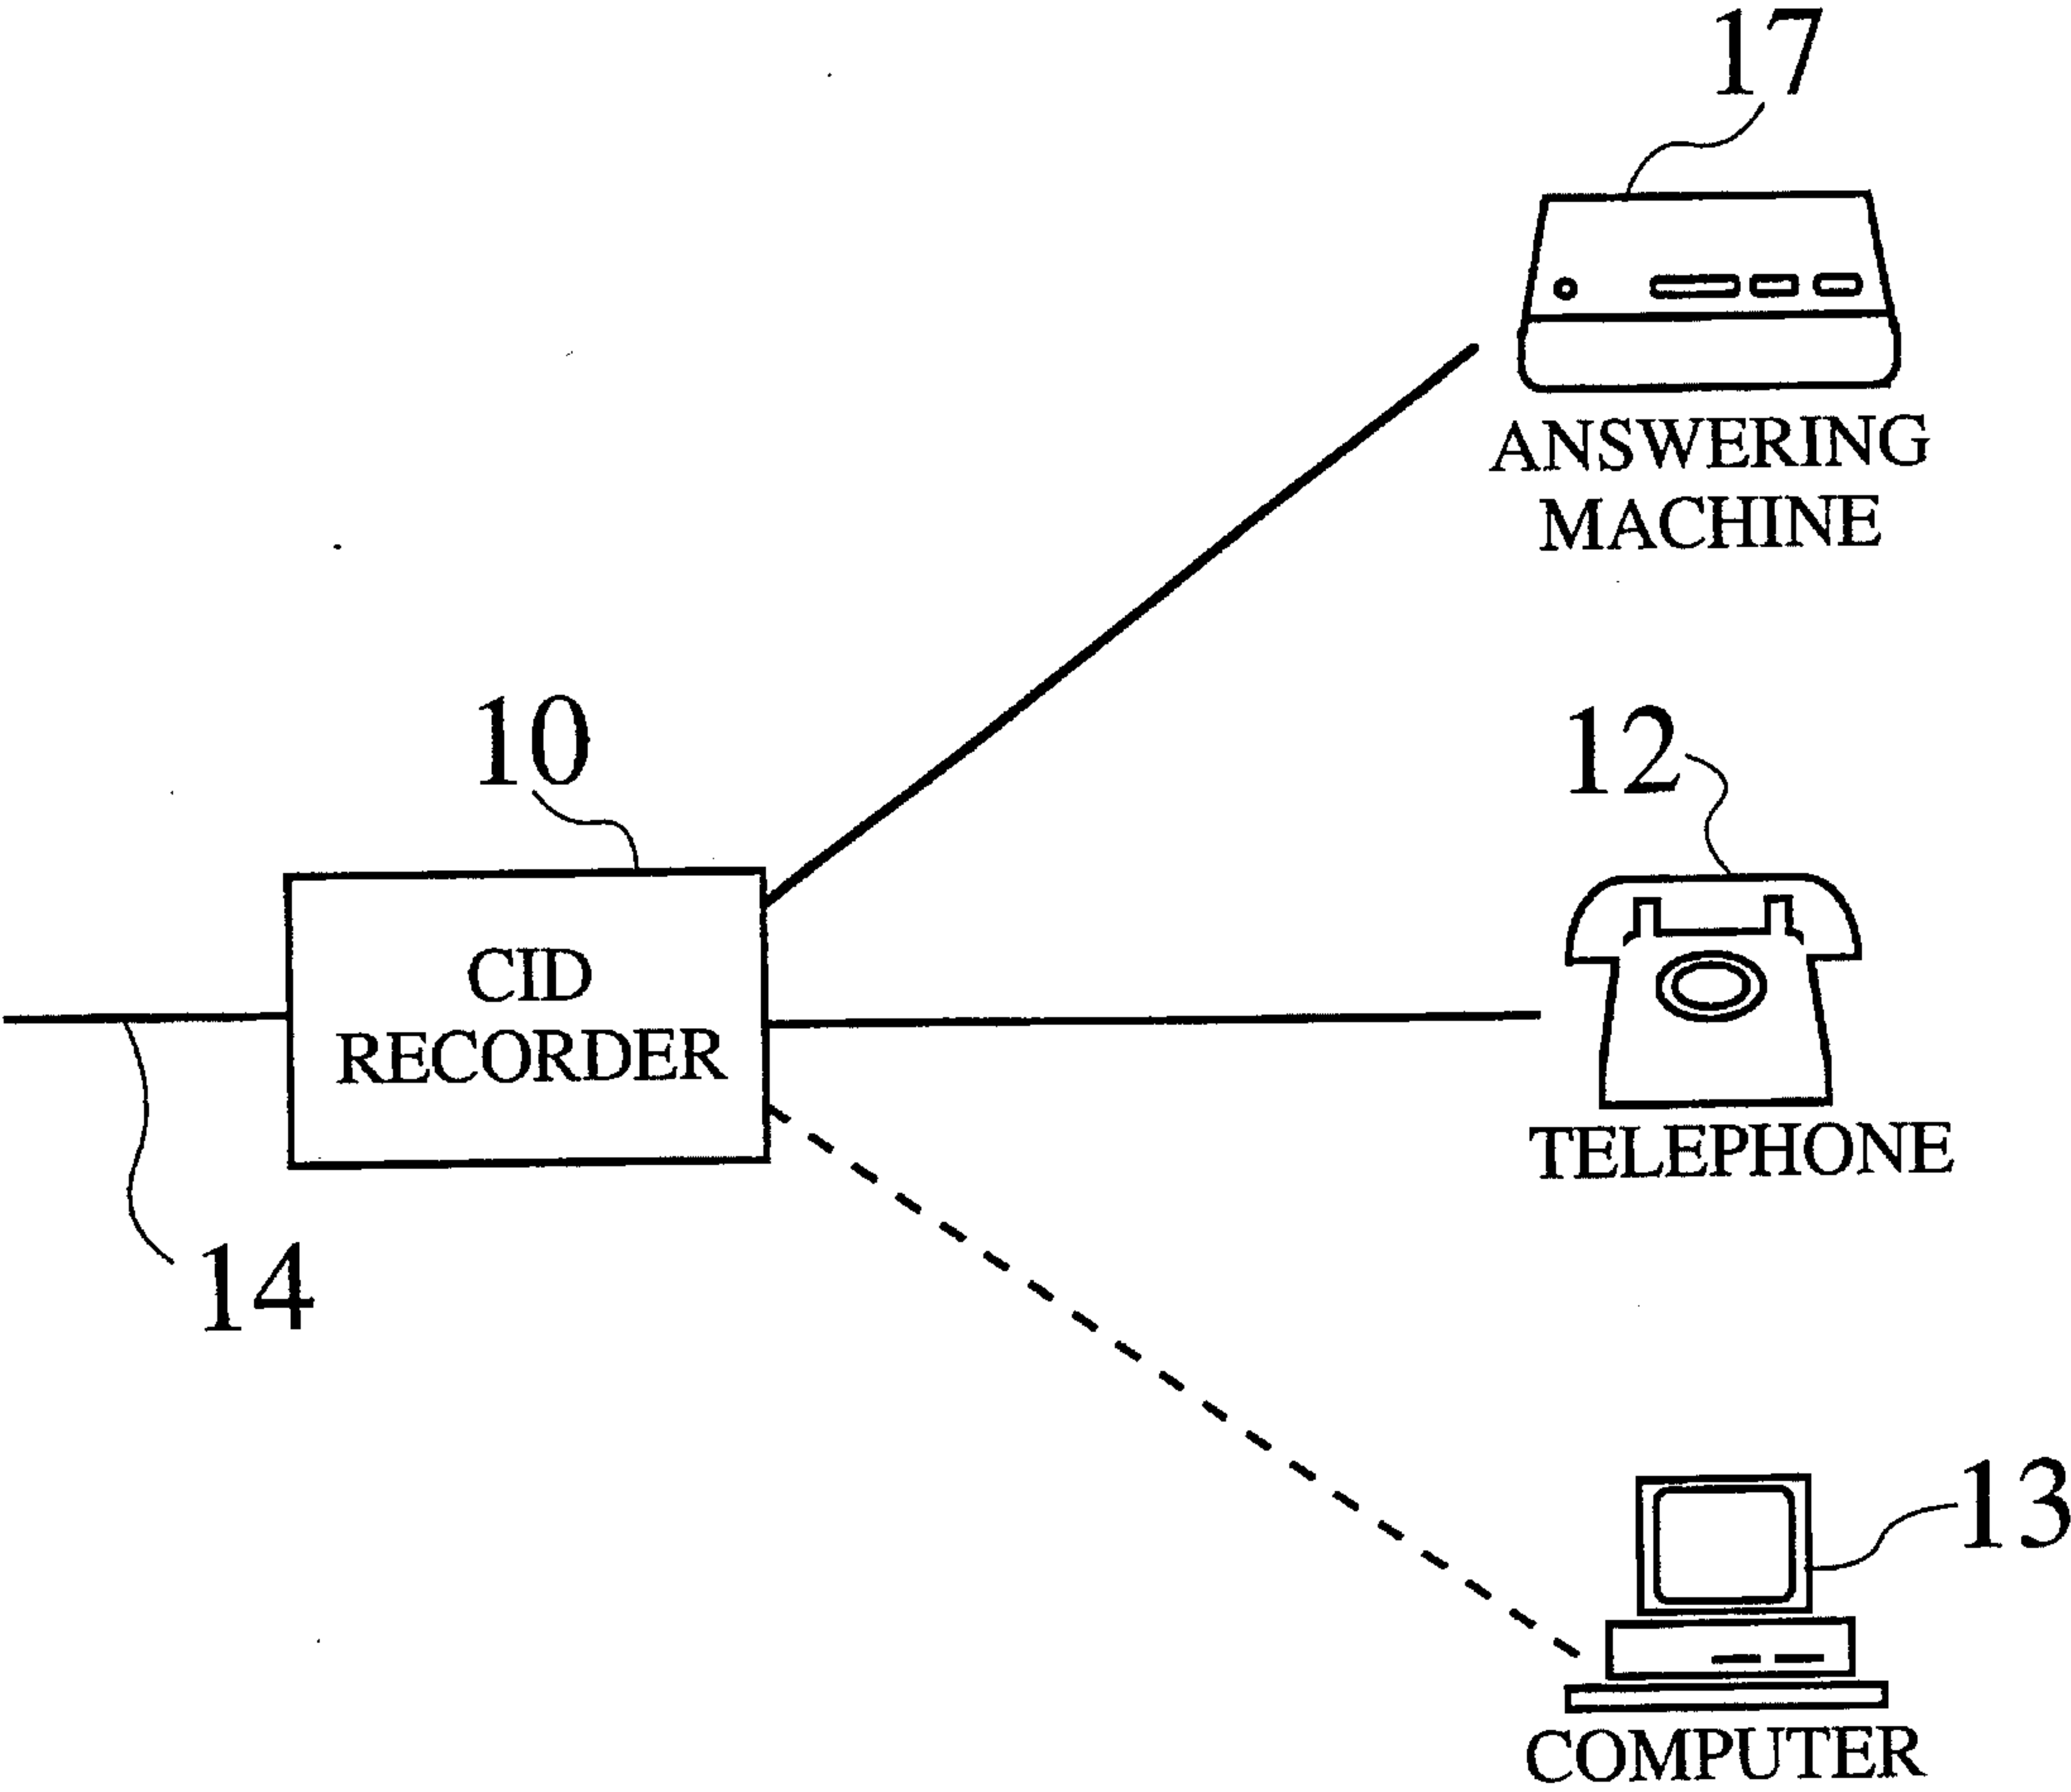 17
ANSWERING
MACHINE
10
12
CID
RECORDER
TELEPHONE
14
13
COMPUTER